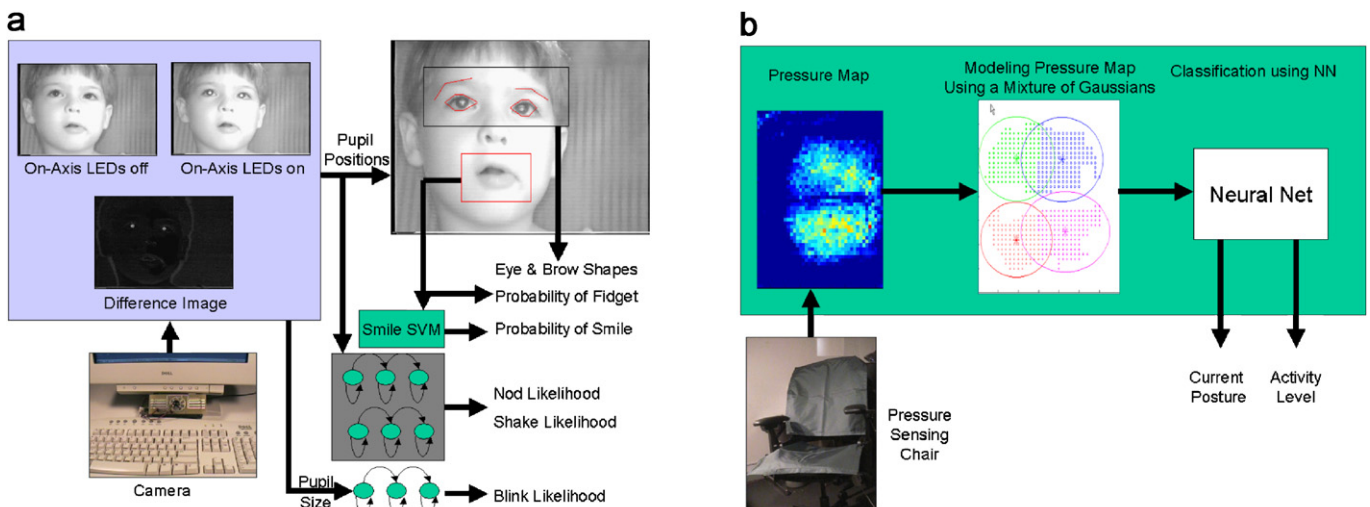 a
On-Axis LEDs off
On-Axis LEDs on
Difference Image
Camera
Pupil
Positions
Eye & Brow Shapes
Probability of Fidget
Smile SVM
Probability of Smile
Nod Likelihood
Shake Likelihood
Pupil
Size
Blink Likelihood
b
Pressure Map
Modeling Pressure Map
Using a Mixture of Gaussians
Classification using NN
Neural Net
Current
Posture
Activity
Level
Pressure
Sensing
Chair